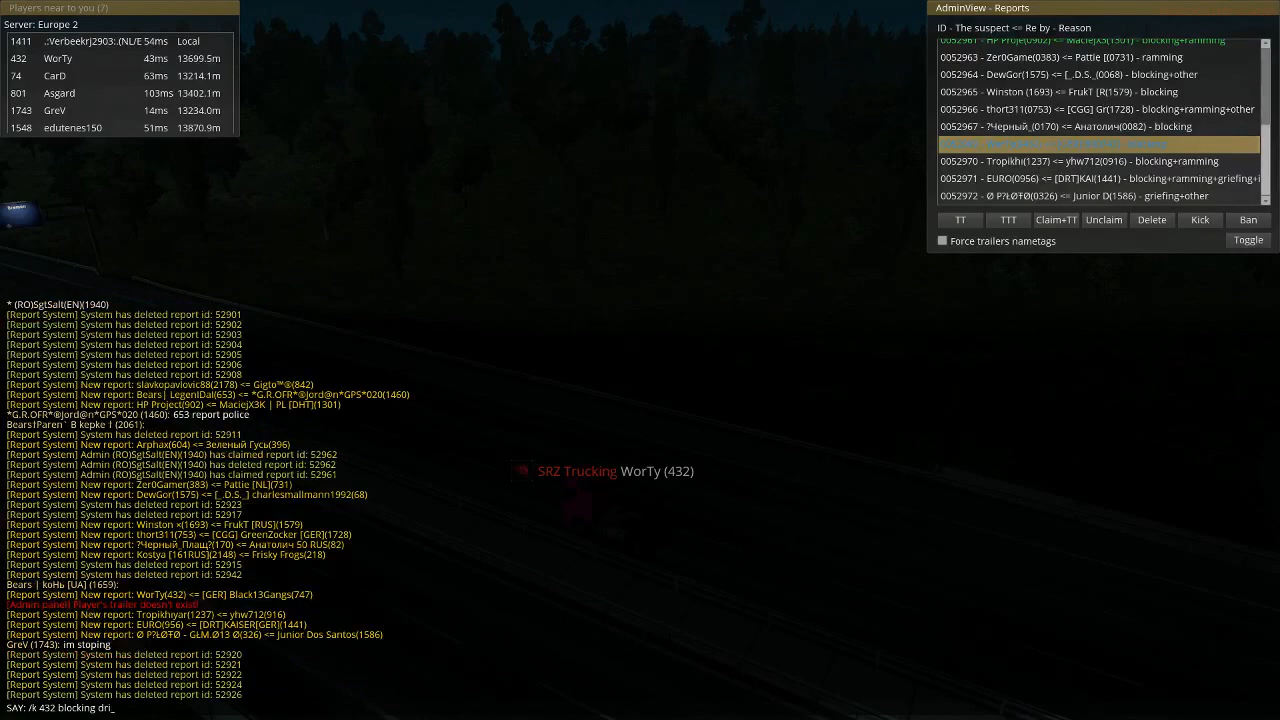 Players near to you (7)
Server: Europe 2
1411 .:Verbeekrj2903:.(NL/E 54ms Local
432 WorTy 43ms 13699.5m
74 CarD 63ms 13214.1m
801 Asgard 103ms 13402.1m
1743 GreV 14ms 13234.0m
1548 edutenes150 51ms 13870.9m
AdminView - Reports
ID - The suspect <= Re by - Reason
0052961 - HP Proje(0902) <= MaciejX3(1301) - blocking+ramming
0052963 - Zer0Game(0383) <= Pattie [(0731) - ramming
0052964 - DewGor(1575) <= [_.D.S._(0068) - blocking+other
0052965 - Winston (1693) <= FrukT [R(1579) - blocking
0052966 - thort311(0753) <= [CGG] Gr(1728) - blocking+ramming+other
0052967 - ?Черный_(0170) <= Анатолич(0082) - blocking
0052970 - Tropikhi(1237) <= yhw712(0916) - blocking+ramming
0052971 - EURO(0956) <= [DRT]KAI(1441) - blocking+ramming+griefing+i
0052972 - Ø P?ŁØŦØ(0326) <= Junior D(1586) - griefing+other
TT TTT Claim+TT Unclaim Delete Kick Ban
Force trailers nametags
Toggle
* (RO)SgtSalt(EN)(1940)
[Report System] System has deleted report id: 52901
[Report System] System has deleted report id: 52902
[Report System] System has deleted report id: 52903
[Report System] System has deleted report id: 52904
[Report System] System has deleted report id: 52905
[Report System] System has deleted report id: 52906
[Report System] System has deleted report id: 52908
[Report System] New report: slavkopavlovic88(2178) <= Gigto™®(842)
[Report System] New report: Bears| LegenIDal(653) <= *G.R.OFR*®Jord@n*GPS*020(1460)
[Report System] New report: HP Project(902) <= MaciejX3K | PL [DHT](1301)
*G.R.OFR*®Jord@n*GPS*020 (1460): 653 report police
Bears!Paren` В kepke ! (2061):
[Report System] System has deleted report id: 52911
[Report System] New report: Arphax(604) <= Зеленый Гусь(396)
[Report System] Admin (RO)SgtSalt(EN)(1940) has claimed report id: 52962
[Report System] Admin (RO)SgtSalt(EN)(1940) has deleted report id: 52962
[Report System] Admin (RO)SgtSalt(EN)(1940) has claimed report id: 52961
[Report System] New report: Zer0Gamer(383) <= Pattie [NL](731)
[Report System] New report: DewGor(1575) <= [_.D.S._] charlesmallmann1992(68)
[Report System] System has deleted report id: 52923
[Report System] System has deleted report id: 52917
[Report System] New report: Winston ×(1693) <= FrukT [RUS](1579)
[Report System] New report: thort311(753) <= [CGG] GreenZocker [GER](1728)
[Report System] New report: ?Черный_Плащ?(170) <= Анатолич 50 RUS(82)
[Report System] New report: Kostya [161RUS](2148) <= Frisky Frogs(218)
[Report System] System has deleted report id: 52915
[Report System] System has deleted report id: 52942
Bears | koНь [UA] (1659):
[Report System] New report: WorTy(432) <= [GER] Black13Gangs(747)
[Admin panel] Player's trailer doesn't exist!
[Report System] New report: Tropikhiyar(1237) <= yhw712(916)
[Report System] New report: EURO(956) <= [DRT]KAISER[GER](1441)
[Report System] New report: Ø P?ŁØŦØ - GŁM.Ø13 Ø(326) <= Junior Dos Santos(1586)
GreV (1743): im stoping
[Report System] System has deleted report id: 52920
[Report System] System has deleted report id: 52921
[Report System] System has deleted report id: 52922
[Report System] System has deleted report id: 52924
[Report System] System has deleted report id: 52926
SAY: /k 432 blocking dri_
SRZ Trucking WorTy (432)